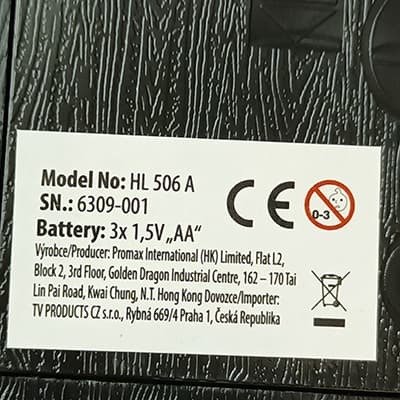 Model No: HL 506 A
SN.: 6309-001
Battery: 3x 1,5V„AA“
Výrobce/Producer: Promax International (HK) Limited, Flat L2,
Block 2, 3rd Floor, Golden Dragon Industrial Centre, 162 – 170 Tai
Lin Pai Road, Kwai Chung, N.T. Hong Kong Dovozce/Importer:
TV PRODUCTS CZ s.r.o., Rybná 669/4 Praha 1, Česká Republika
CE
0-3